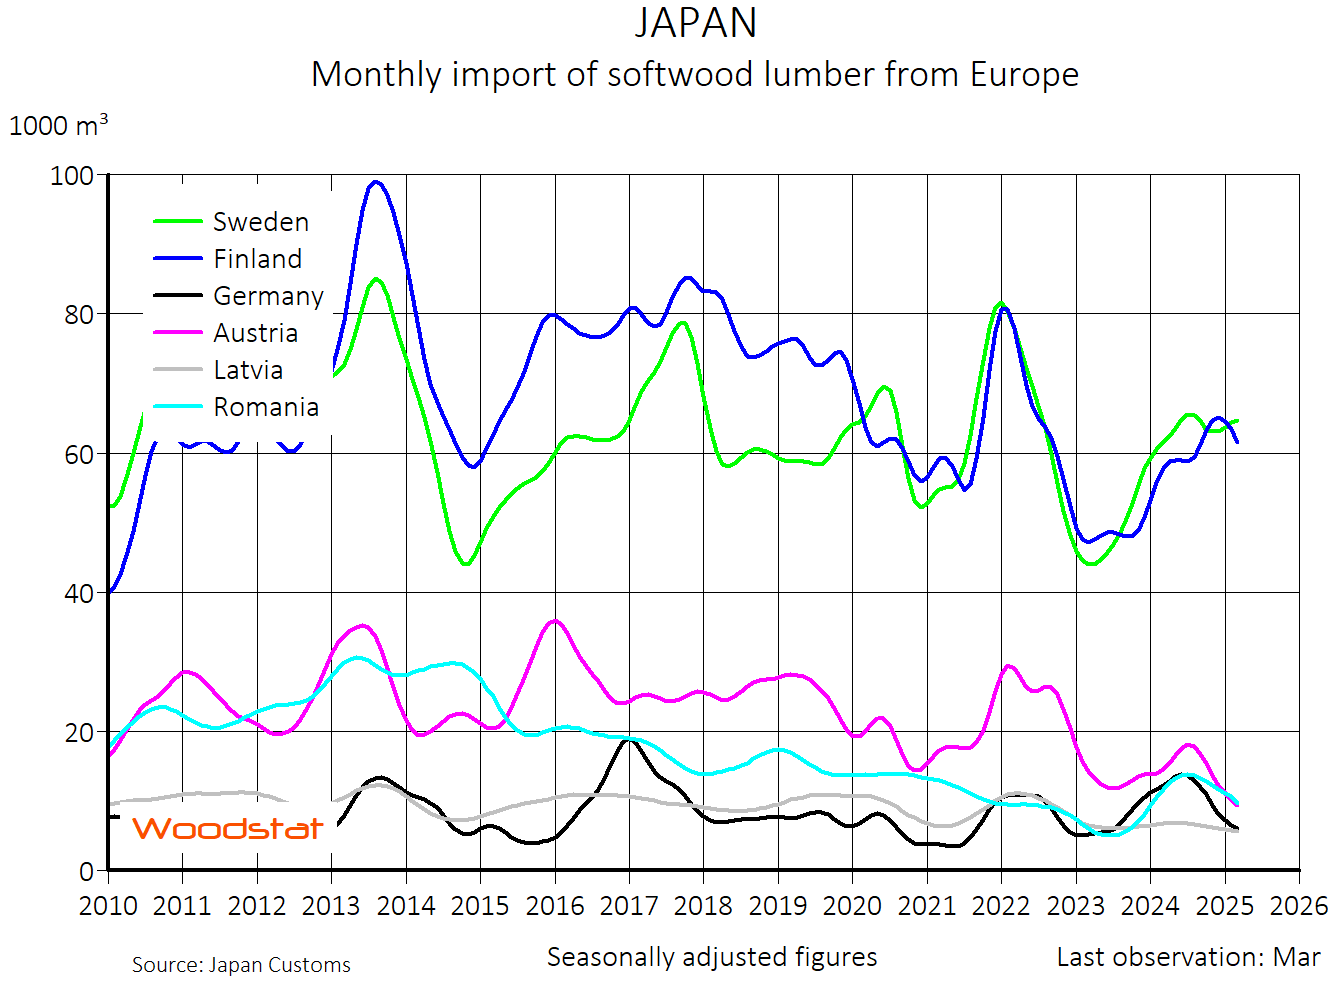 JAPAN
Monthly import of softwood lumber from Europe
1000 m³
100
80
60
40
20
0
Sweden
Finland
Germany
Austria
Latvia
Romania
Woodstat
2010 2011 2012 2013 2014 2015 2016 2017 2018 2019 2020 2021 2022 2023 2024 2025 2026
Source: Japan Customs
Seasonally adjusted figures
Last observation: Mar